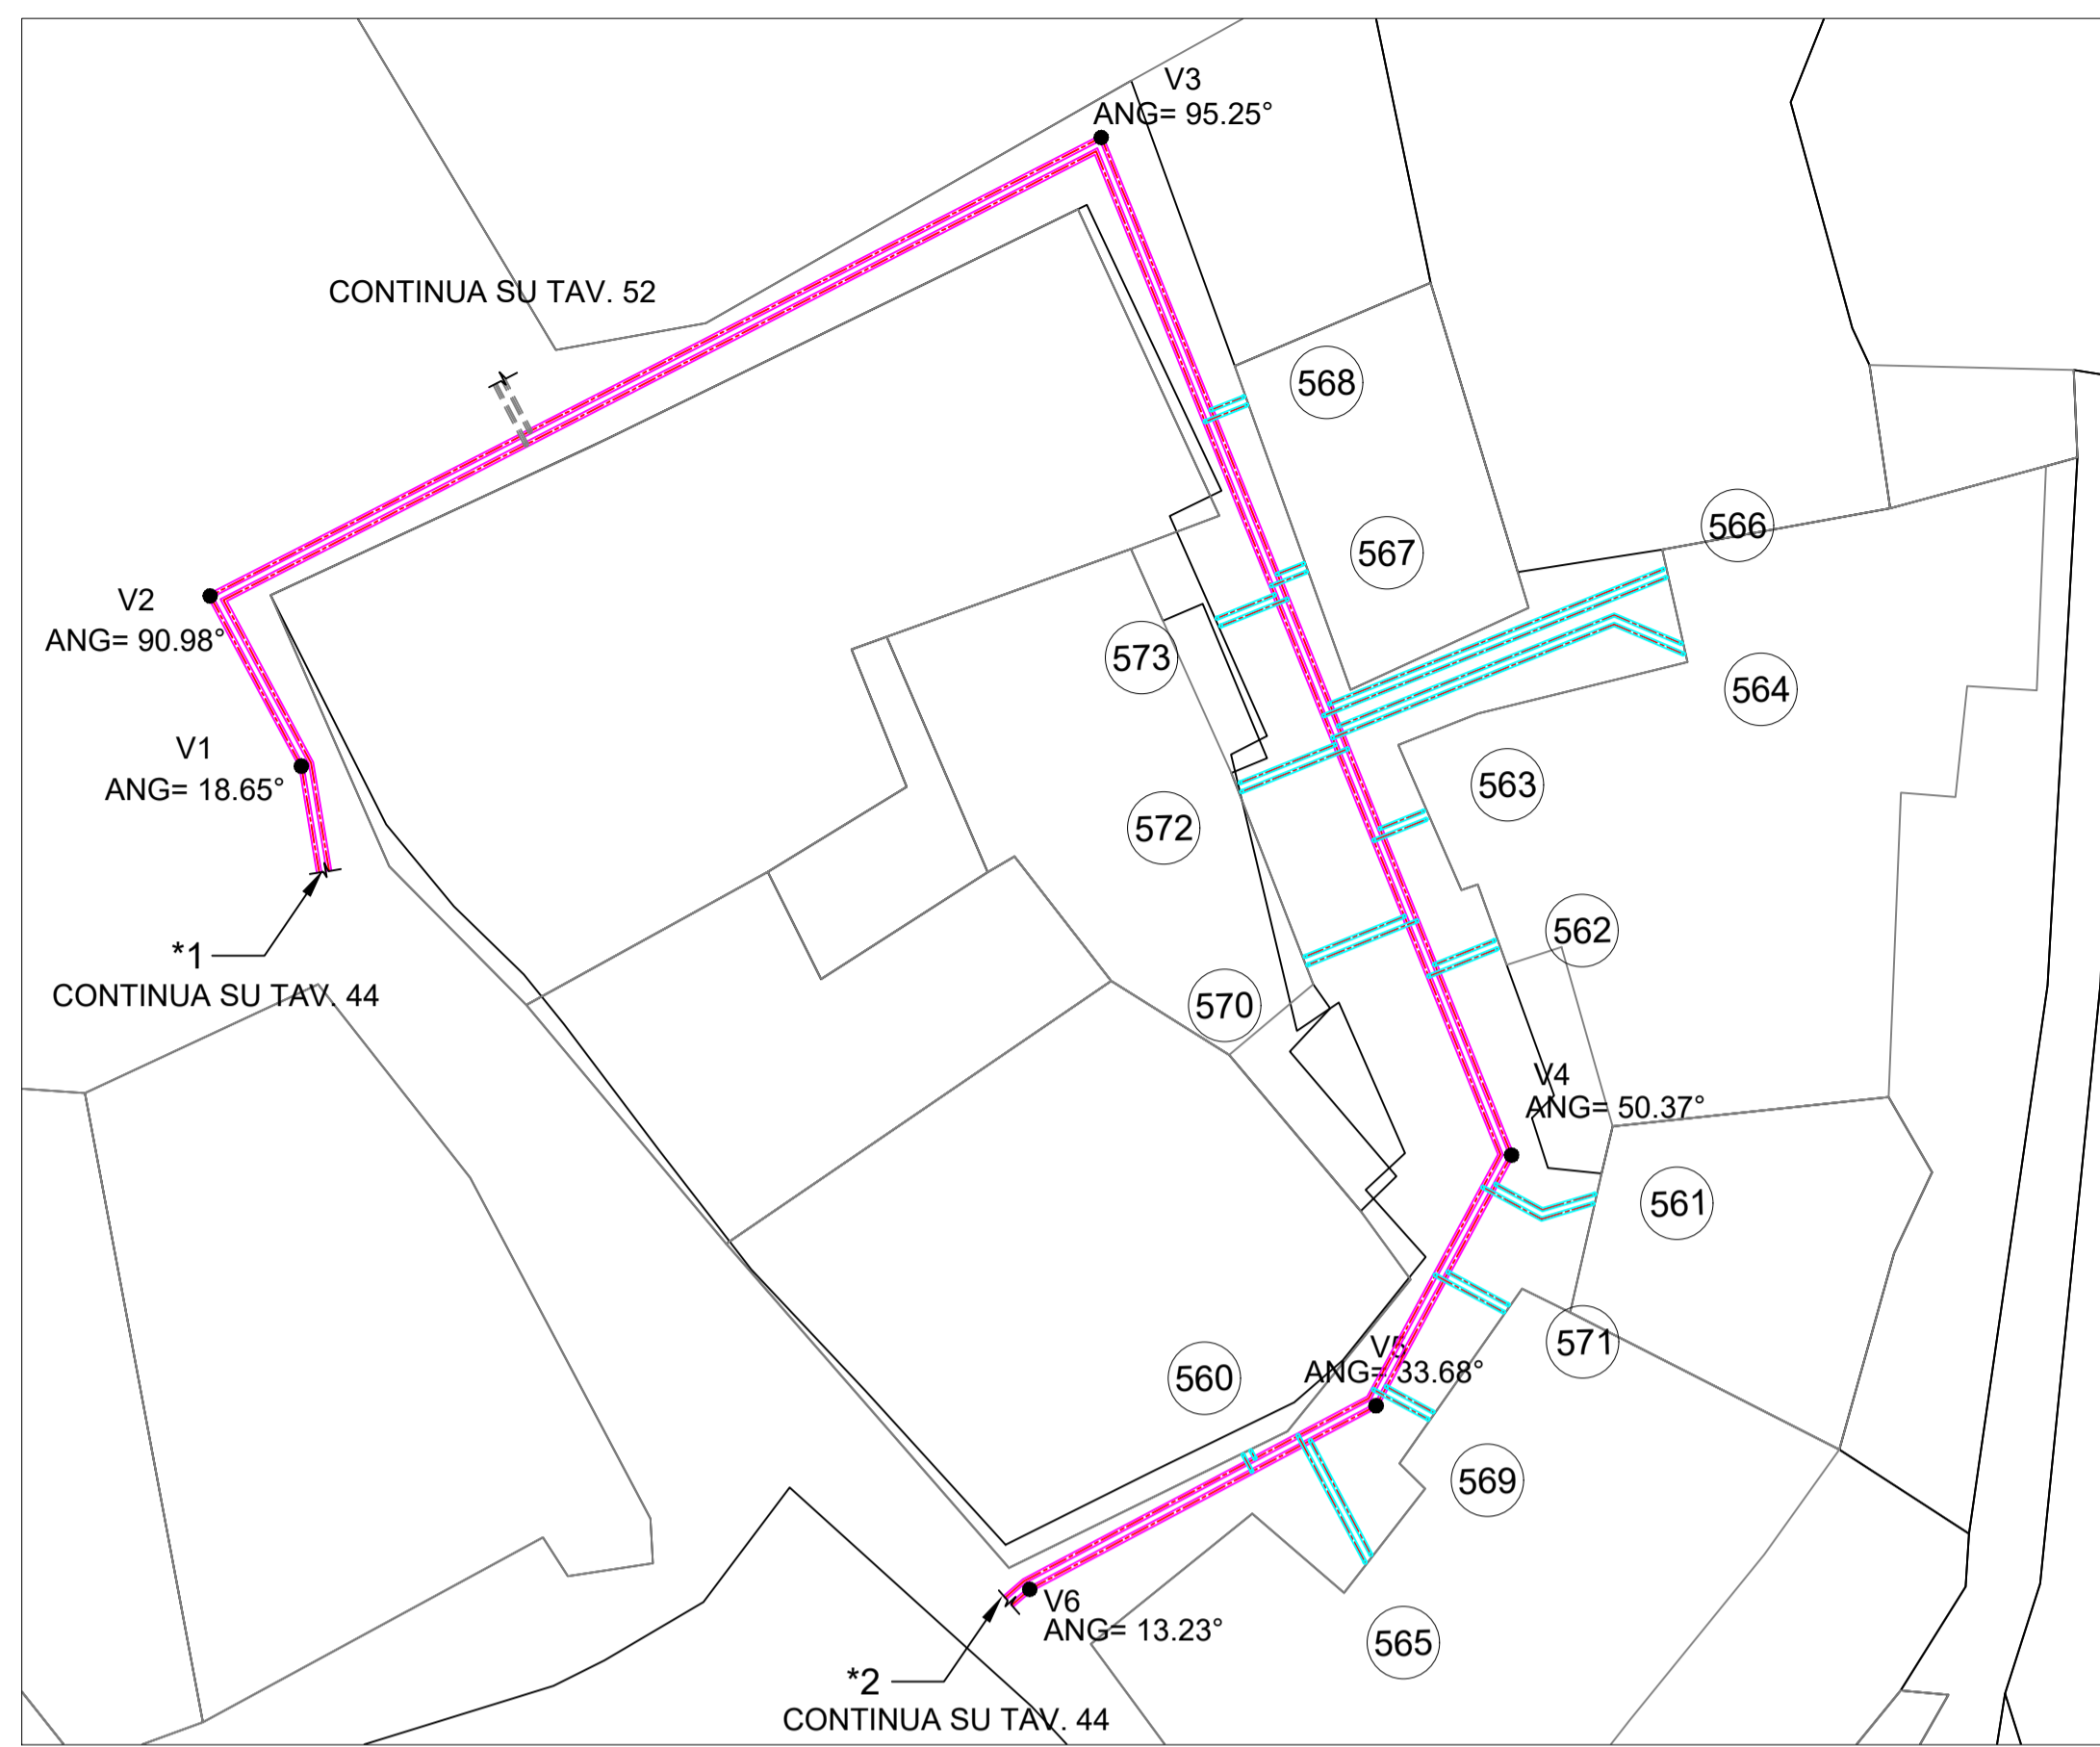 V3
ANG= 95.25°
CONTINUA SU TAV. 52
568
566
567
V2
ANG= 90.98°
573
564
V1
ANG= 18.65°
563
572
562
*1
CONTINUA SU TAV. 44
570
V4
ANG= 50.37°
561
571
V5
ANG= 33.68°
560
569
V6
ANG= 13.23°
565
*2
CONTINUA SU TAV. 44